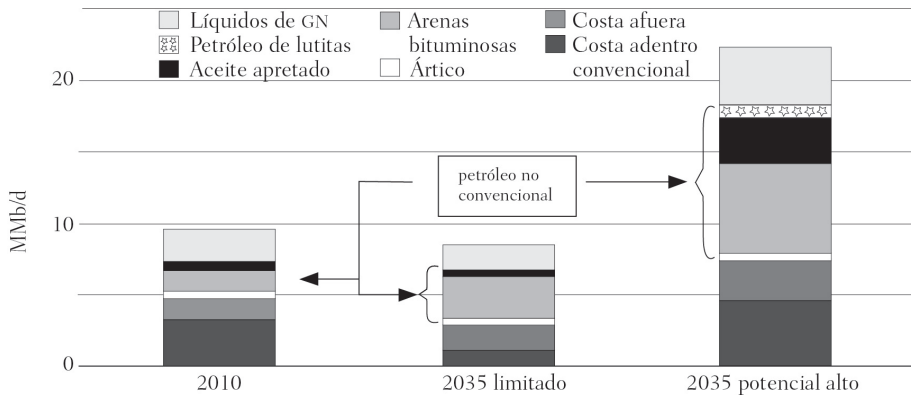 Líquidos de GN
Petróleo de lutitas
Aceite apretado
Arenas
bituminosas
Ártico
Costa afuera
Costa adentro
convencional
MMb/d
20
10
0
petróleo no
convencional
2010
2035 limitado
2035 potencial alto